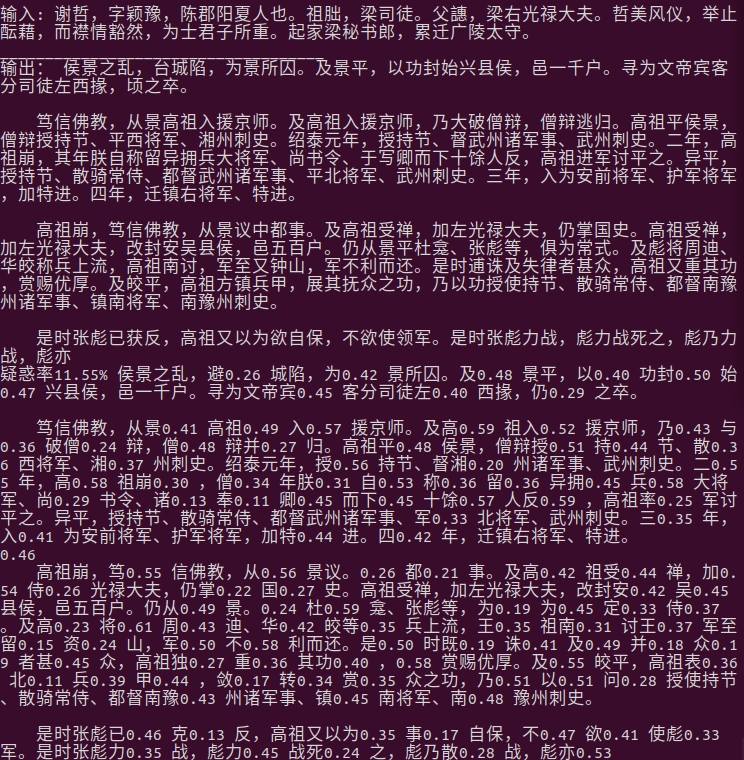 输入: 谢哲，字颖豫，陈郡阳夏人也。祖朏，梁司徒。父譓，梁右光禄大夫。哲美风仪，举止
酝藉，而襟情豁然，为士君子所重。起家梁秘书郎，累迁广陵太守。
____________________________________
输出:  侯景之乱，台城陷，为景所囚。及景平，以功封始兴县侯，邑一千户。寻为文帝宾客
分司徒左西掾，顷之卒。
笃信佛教，从景高祖入援京师。及高祖入援京师，乃大破僧辩，僧辩逃归。高祖平侯景，
僧辩授持节、平西将军、湘州刺史。绍泰元年，授持节、督武州诸军事、武州刺史。二年，高
祖崩，其年朕自称留异拥兵大将军、尚书令、于写卿而下十馀人反，高祖进军讨平之。异平，
授持节、散骑常侍、都督武州诸军事、平北将军、武州刺史。三年，入为安前将军、护军将军
，加特进。四年，迁镇右将军、特进。
高祖崩，笃信佛教，从景议中都事。及高祖受禅，加左光禄大夫，仍掌国史。高祖受禅，
加左光禄大夫，改封安吴县侯，邑五百户。仍从景平杜龛、张彪等，俱为常式。及彪将周迪、
华皎称兵上流，高祖南讨，军至又钟山，军不利而还。是时逋诛及失律者甚众，高祖又重其功
，赏赐优厚。及皎平，高祖方镇兵甲，展其抚众之功，乃以功授使持节、散骑常侍、都督南豫
州诸军事、镇南将军、南豫州刺史。
是时张彪已获反，高祖又以为欲自保，不欲使领军。是时张彪力战，彪力战死之，彪乃力
战，彪亦
疑惑率11.55% 侯景之乱，避0.26 城陷，为0.42 景所囚。及0.48 景平，以0.40 功封0.50 始
0.47 兴县侯，邑一千户。寻为文帝宾0.45 客分司徒左0.40 西掾，仍0.29 之卒。
笃信佛教，从景0.41 高祖0.49 入0.57 援京师。及高0.59 祖入0.52 援京师，乃0.43 与
0.36 破僧0.24 辩，僧0.48 辩并0.27 归。高祖平0.48 侯景，僧辩授0.51 持0.44 节、散0.3
6 西将军、湘0.37 州刺史。绍泰元年，授0.56 持节、督湘0.20 州诸军事、武州刺史。二0.5
5 年，高0.58 祖崩0.30 ，僧0.34 年朕0.31 自0.53 称0.36 留0.36 异拥0.45 兵0.58 大将
军、尚0.29 书令、诸0.13 奉0.11 卿0.45 而下0.45 十馀0.57 人反0.59 ，高祖率0.25 军讨
平之。异平，授持节、散骑常侍、都督武州诸军事、军0.33 北将军、武州刺史。三0.35 年，
入0.41 为安前将军、护军将军，加特0.44 进。四0.42 年，迁镇右将军、特进。
0.46
高祖崩，笃0.55 信佛教，从0.56 景议。0.26 都0.21 事。及高0.42 祖受0.44 禅，加0.
54 侍0.26 光禄大夫，仍掌0.22 国0.27 史。高祖受禅，加左光禄大夫，改封安0.42 吴0.45
县侯，邑五百户。仍从0.49 景。0.24 杜0.59 龛、张彪等，为0.19 为0.45 定0.33 侍0.37
。及高0.23 将0.61 周0.43 迪、华0.42 皎等0.35 兵上流，王0.35 祖南0.31 讨王0.37 军至
留0.15 资0.24 山，军0.50 不0.58 利而还。是0.50 时既0.19 诛0.41 及0.49 并0.18 众0.1
9 者甚0.45 众，高祖独0.27 重0.36 其功0.40 ，0.58 赏赐优厚。及0.55 皎平，高祖表0.36
北0.11 兵0.39 甲0.44 ，敛0.17 转0.34 赏0.35 众之功，乃0.51 以0.51 问0.28 授使持节
、散骑常侍、都督南豫0.43 州诸军事、镇0.45 南将军、南0.48 豫州刺史。
是时张彪已0.46 克0.13 反，高祖又以为0.35 事0.17 自保，不0.47 欲0.41 使彪0.33
军。是时张彪力0.35 战，彪力0.45 战死0.24 之，彪乃散0.28 战，彪亦0.53